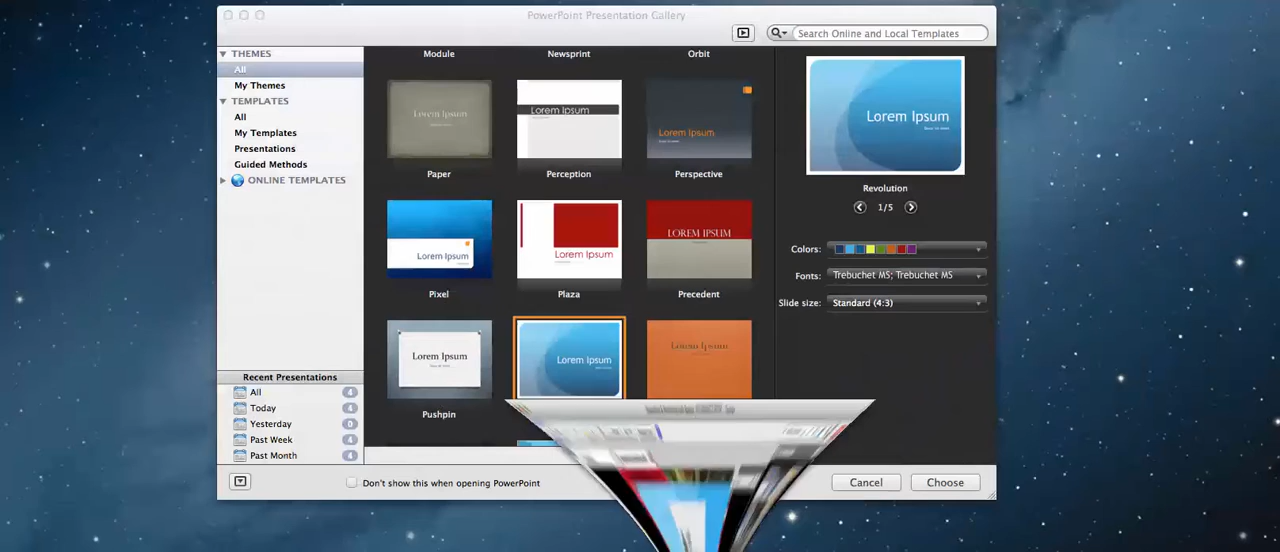 PowerPoint Presentation Gallery
Search Online and Local Templates
THEMES
All
My Themes
TEMPLATES
All
My Templates
Presentations
Guided Methods
ONLINE TEMPLATES
Recent Presentations
All 4
Today 4
Yesterday 0
Past Week 4
Past Month 4
Module Newsprint Orbit
Lorem Ipsum Lorem Ipsum Lorem Ipsum
Paper Perception Perspective
Lorem Ipsum Lorem Ipsum LOREM IPSUM
Pixel Plaza Precedent
Lorem Ipsum Lorem Ipsum Lorem Ipsum
Pushpin
Lorem Ipsum
Revolution
1/5
Colors:
Fonts: Trebuchet MS; Trebuchet MS
Slide size: Standard (4:3)
Don't show this when opening PowerPoint
Cancel Choose